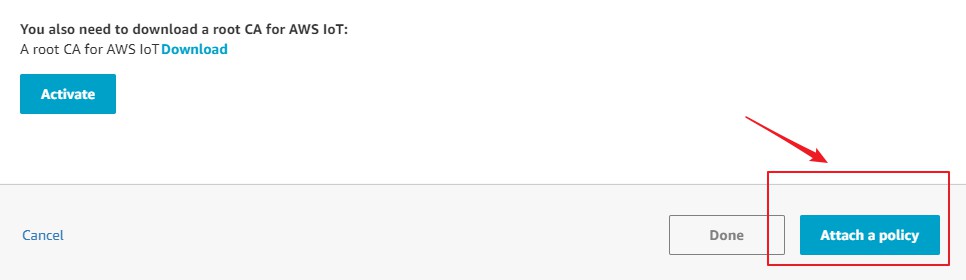 You also need to download a root CA for AWS IoT:
A root CA for AWS IoT Download
Activate
Cancel
Done
Attach a policy